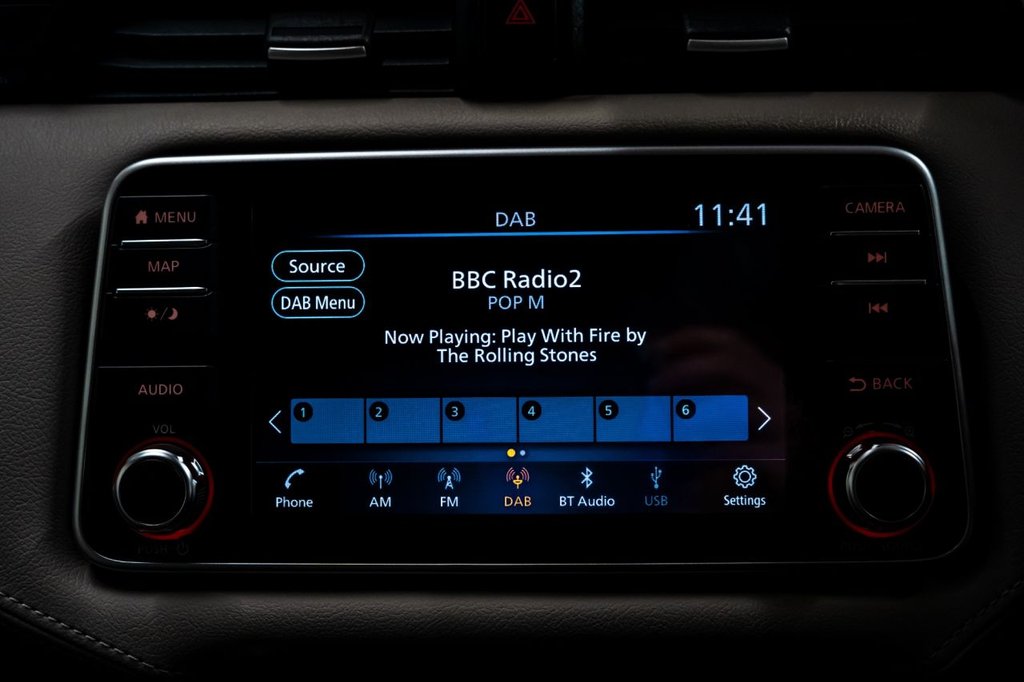 MENU
MAP
AUDIO
VOL
PUSH
DAB
11:41
Source
DAB Menu
BBC Radio2
POP M
Now Playing: Play With Fire by
The Rolling Stones
1 2 3 4 5 6
Phone AM FM DAB BT Audio USB Settings
CAMERA
BACK